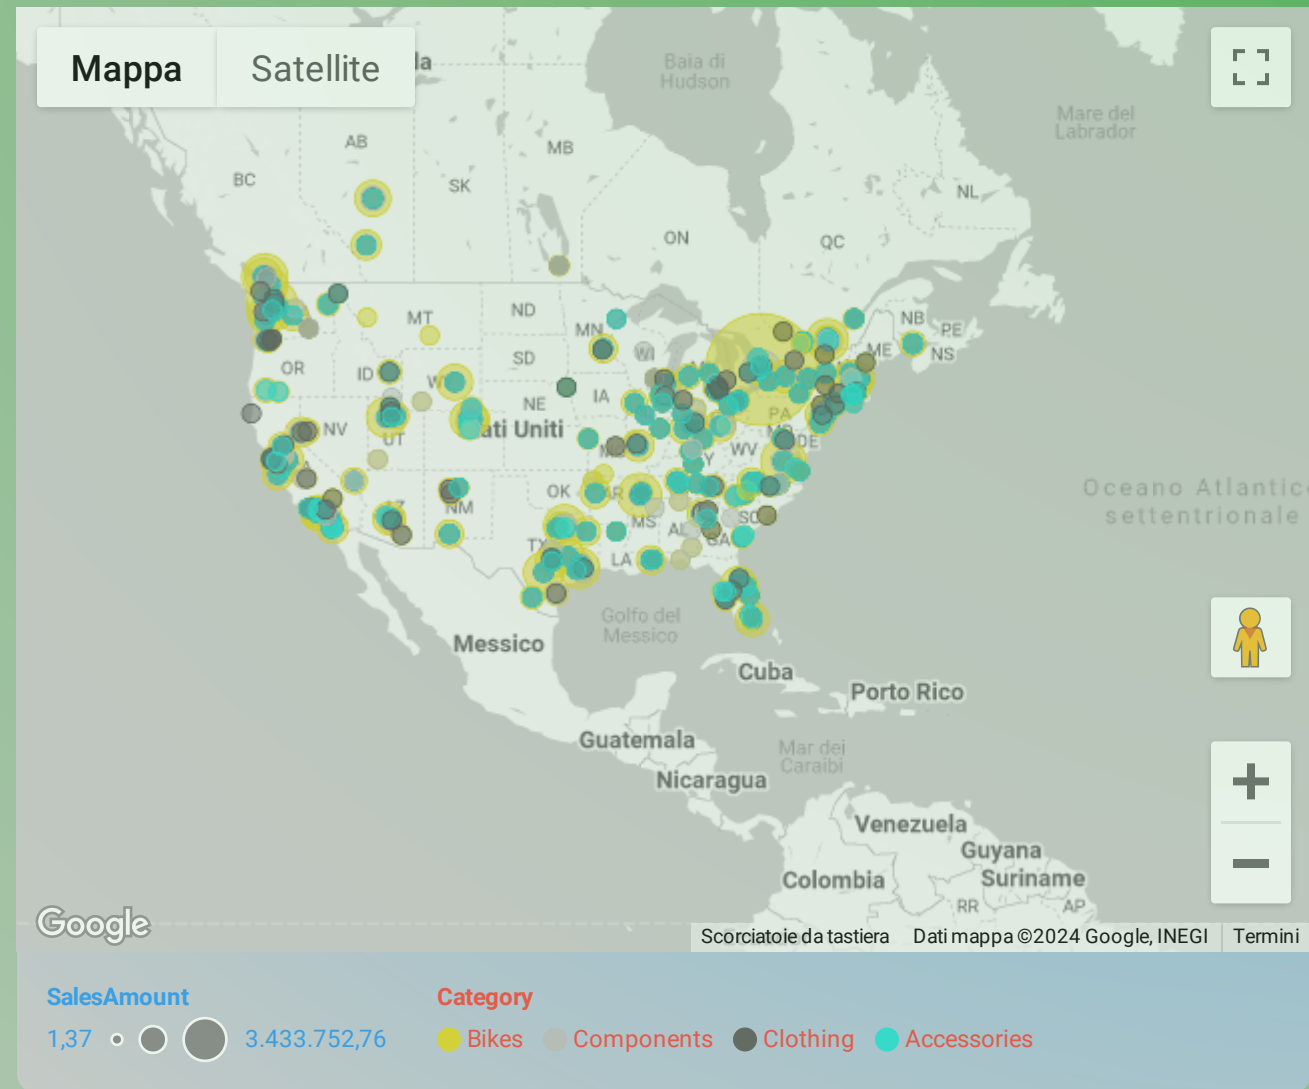 Mappa Satellite
Baia di
Hudson
Mare del
Labrador
AB
MB
BC
SK
NL
ON
QC
MT
ND
MN
NB
PE
WI
ME
NS
OR
ID
SD
IA
NE
NV
UT
ati Uniti
PA
DE
WV
OK
AR
NM
MS
SC
GA
LA
Golfo del
Messico
Oceano Atlantico
settentrionale
Messico
Cuba
Porto Rico
Guatemala
Mar dei
Caraibi
Nicaragua
Venezuela
Guyana
Colombia
Suriname
RR
AP
Google
Scorciatoie da tastiera Dati mappa ©2024 Google, INEGI Termini
SalesAmount
1,37 3.433.752,76
Category
Bikes Components Clothing Accessories